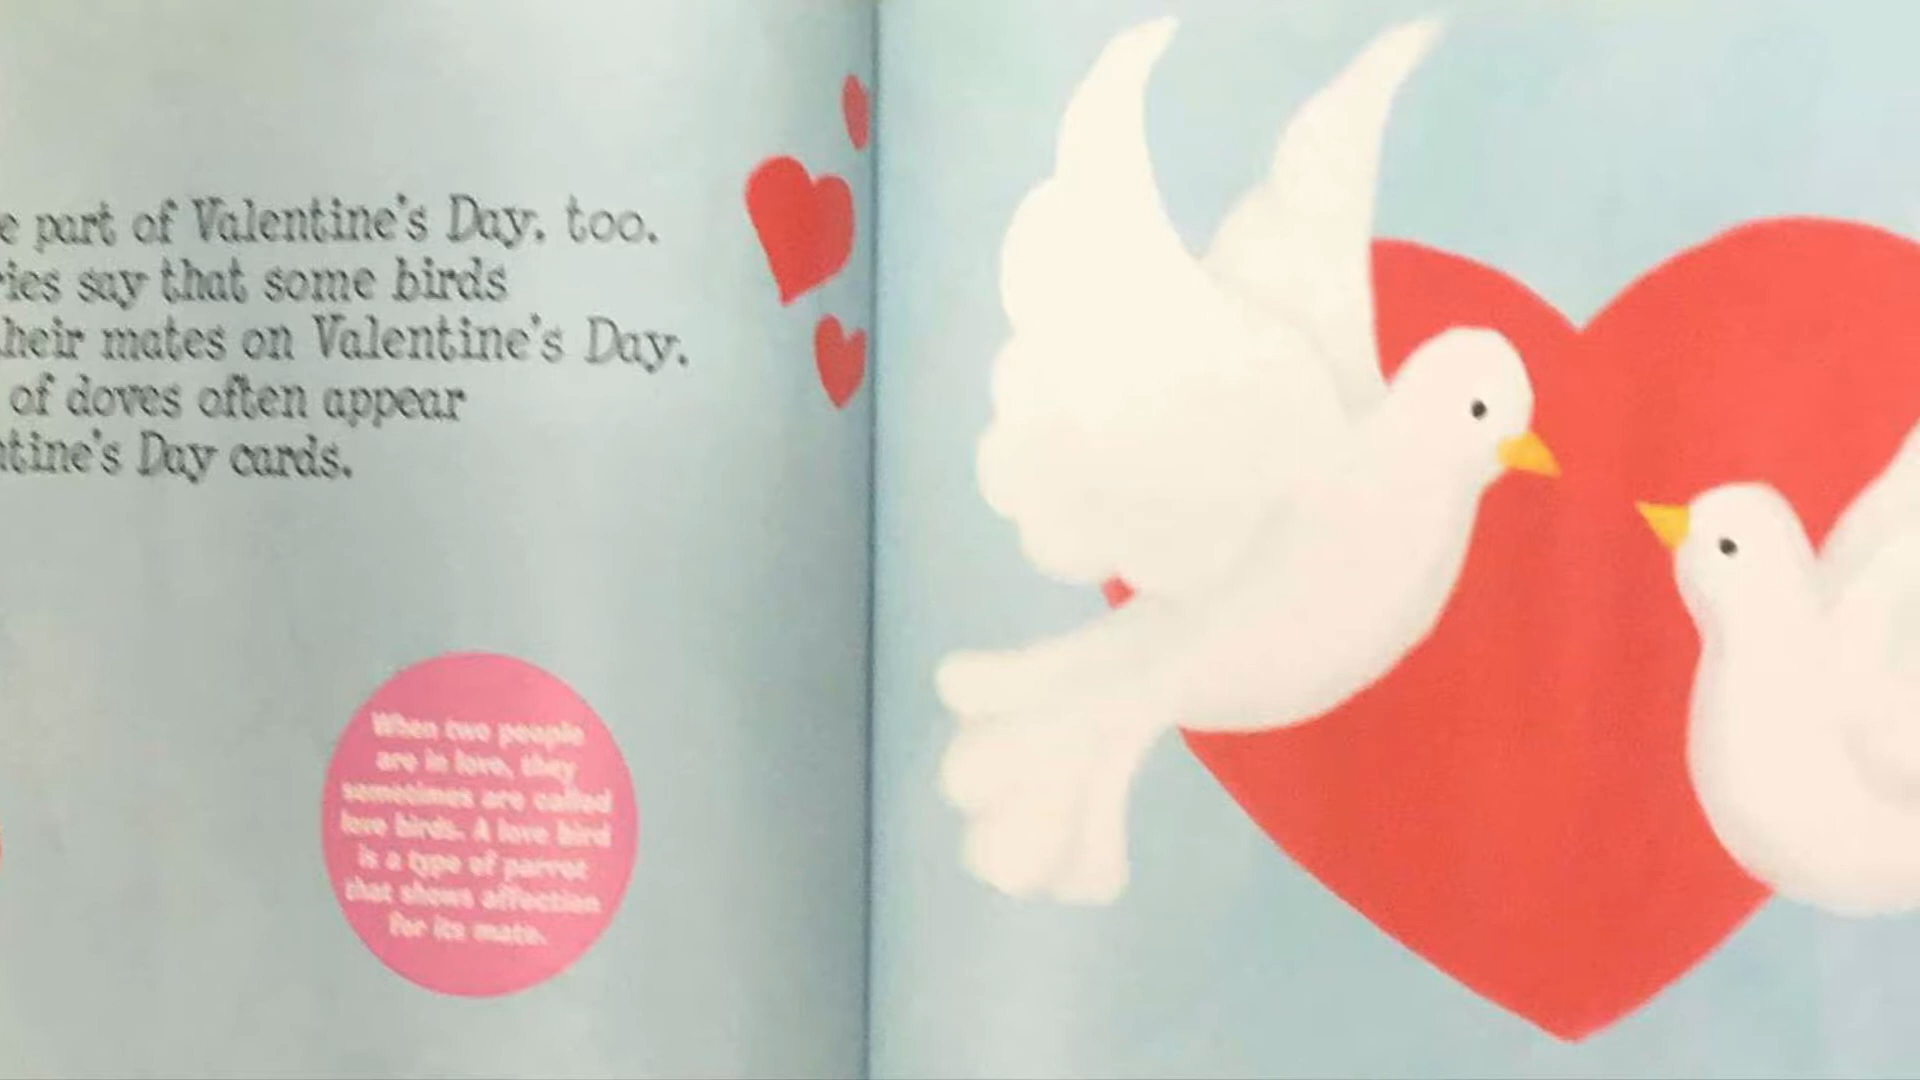 e part of Valentine's Day, too.
ries say that some birds
heir mates on Valentine's Day.
of doves often appear
ntine's Day cards.
When two people
are in love, they
sometimes are called
love birds. A love bird
is a type of parrot
that shows affection
for its mate.